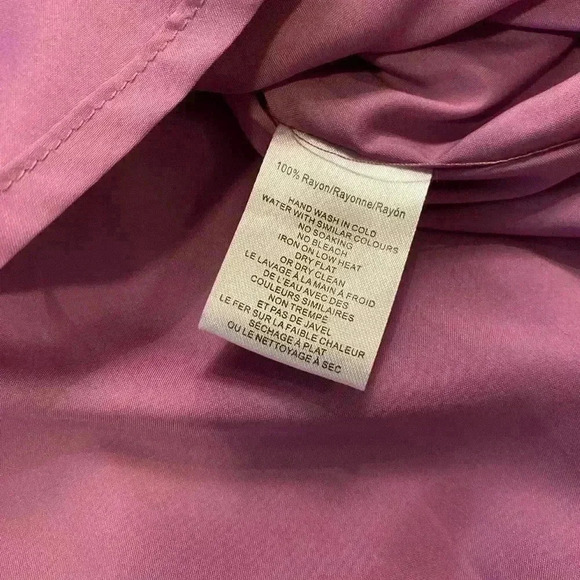 100% Rayon/Rayonne/Rayón
HAND WASH IN COLD
WATER WITH SIMILAR COLOURS
NO SOAKING
NO BLEACH
IRON ON LOW HEAT
DRY FLAT
OR DRY CLEAN
LE LAVAGE À LA MAIN À FROID
DE L'EAU AVEC DES
COULEURS SIMILAIRES
NON TREMPÉ
ET PAS DE JAVEL
LE FER SUR LA FAIBLE CHALEUR
SÉCHAGE À PLAT
OU LE NETTOYAGE À SEC